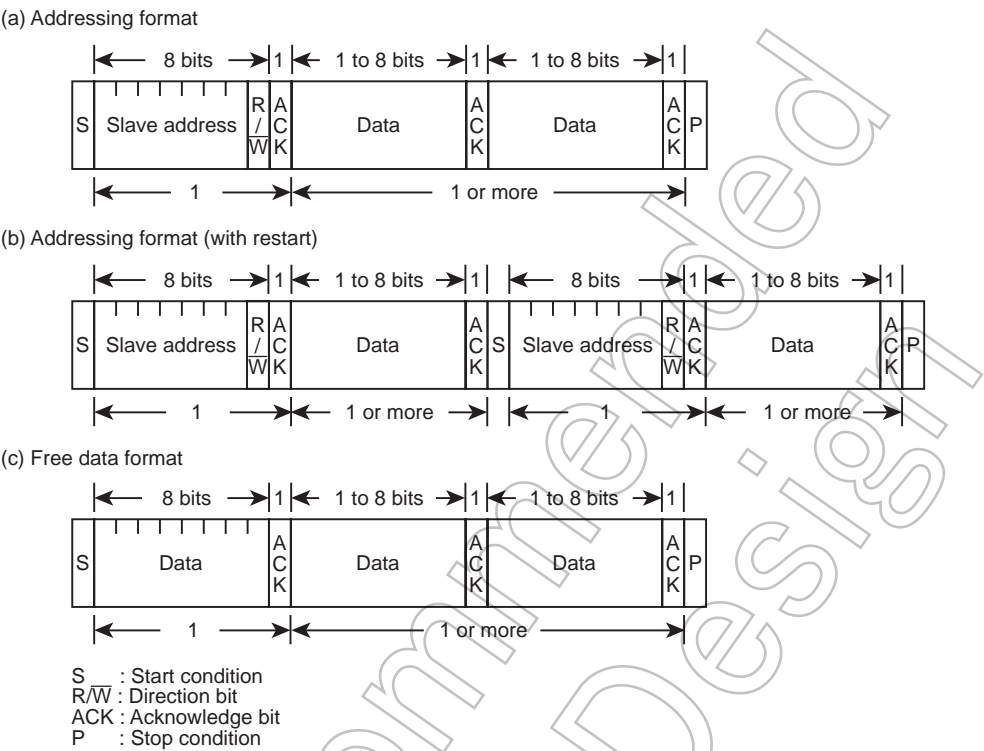 (a) Addressing format
8 bits 1 1 to 8 bits 1 1 to 8 bits 1
S Slave address R/W̅ ACK Data ACK Data ACK P
1 1 or more
(b) Addressing format (with restart)
8 bits 1 1 to 8 bits 1 8 bits 1 1 to 8 bits 1
S Slave address R/W̅ ACK Data ACK S Slave address R/W̅ ACK Data ACK P
1 1 or more 1 1 or more
(c) Free data format
8 bits 1 1 to 8 bits 1 1 to 8 bits 1
S Data ACK Data ACK Data ACK P
1 1 or more
S : Start condition
R/W̅ : Direction bit
ACK : Acknowledge bit
P : Stop condition
ommended
Design